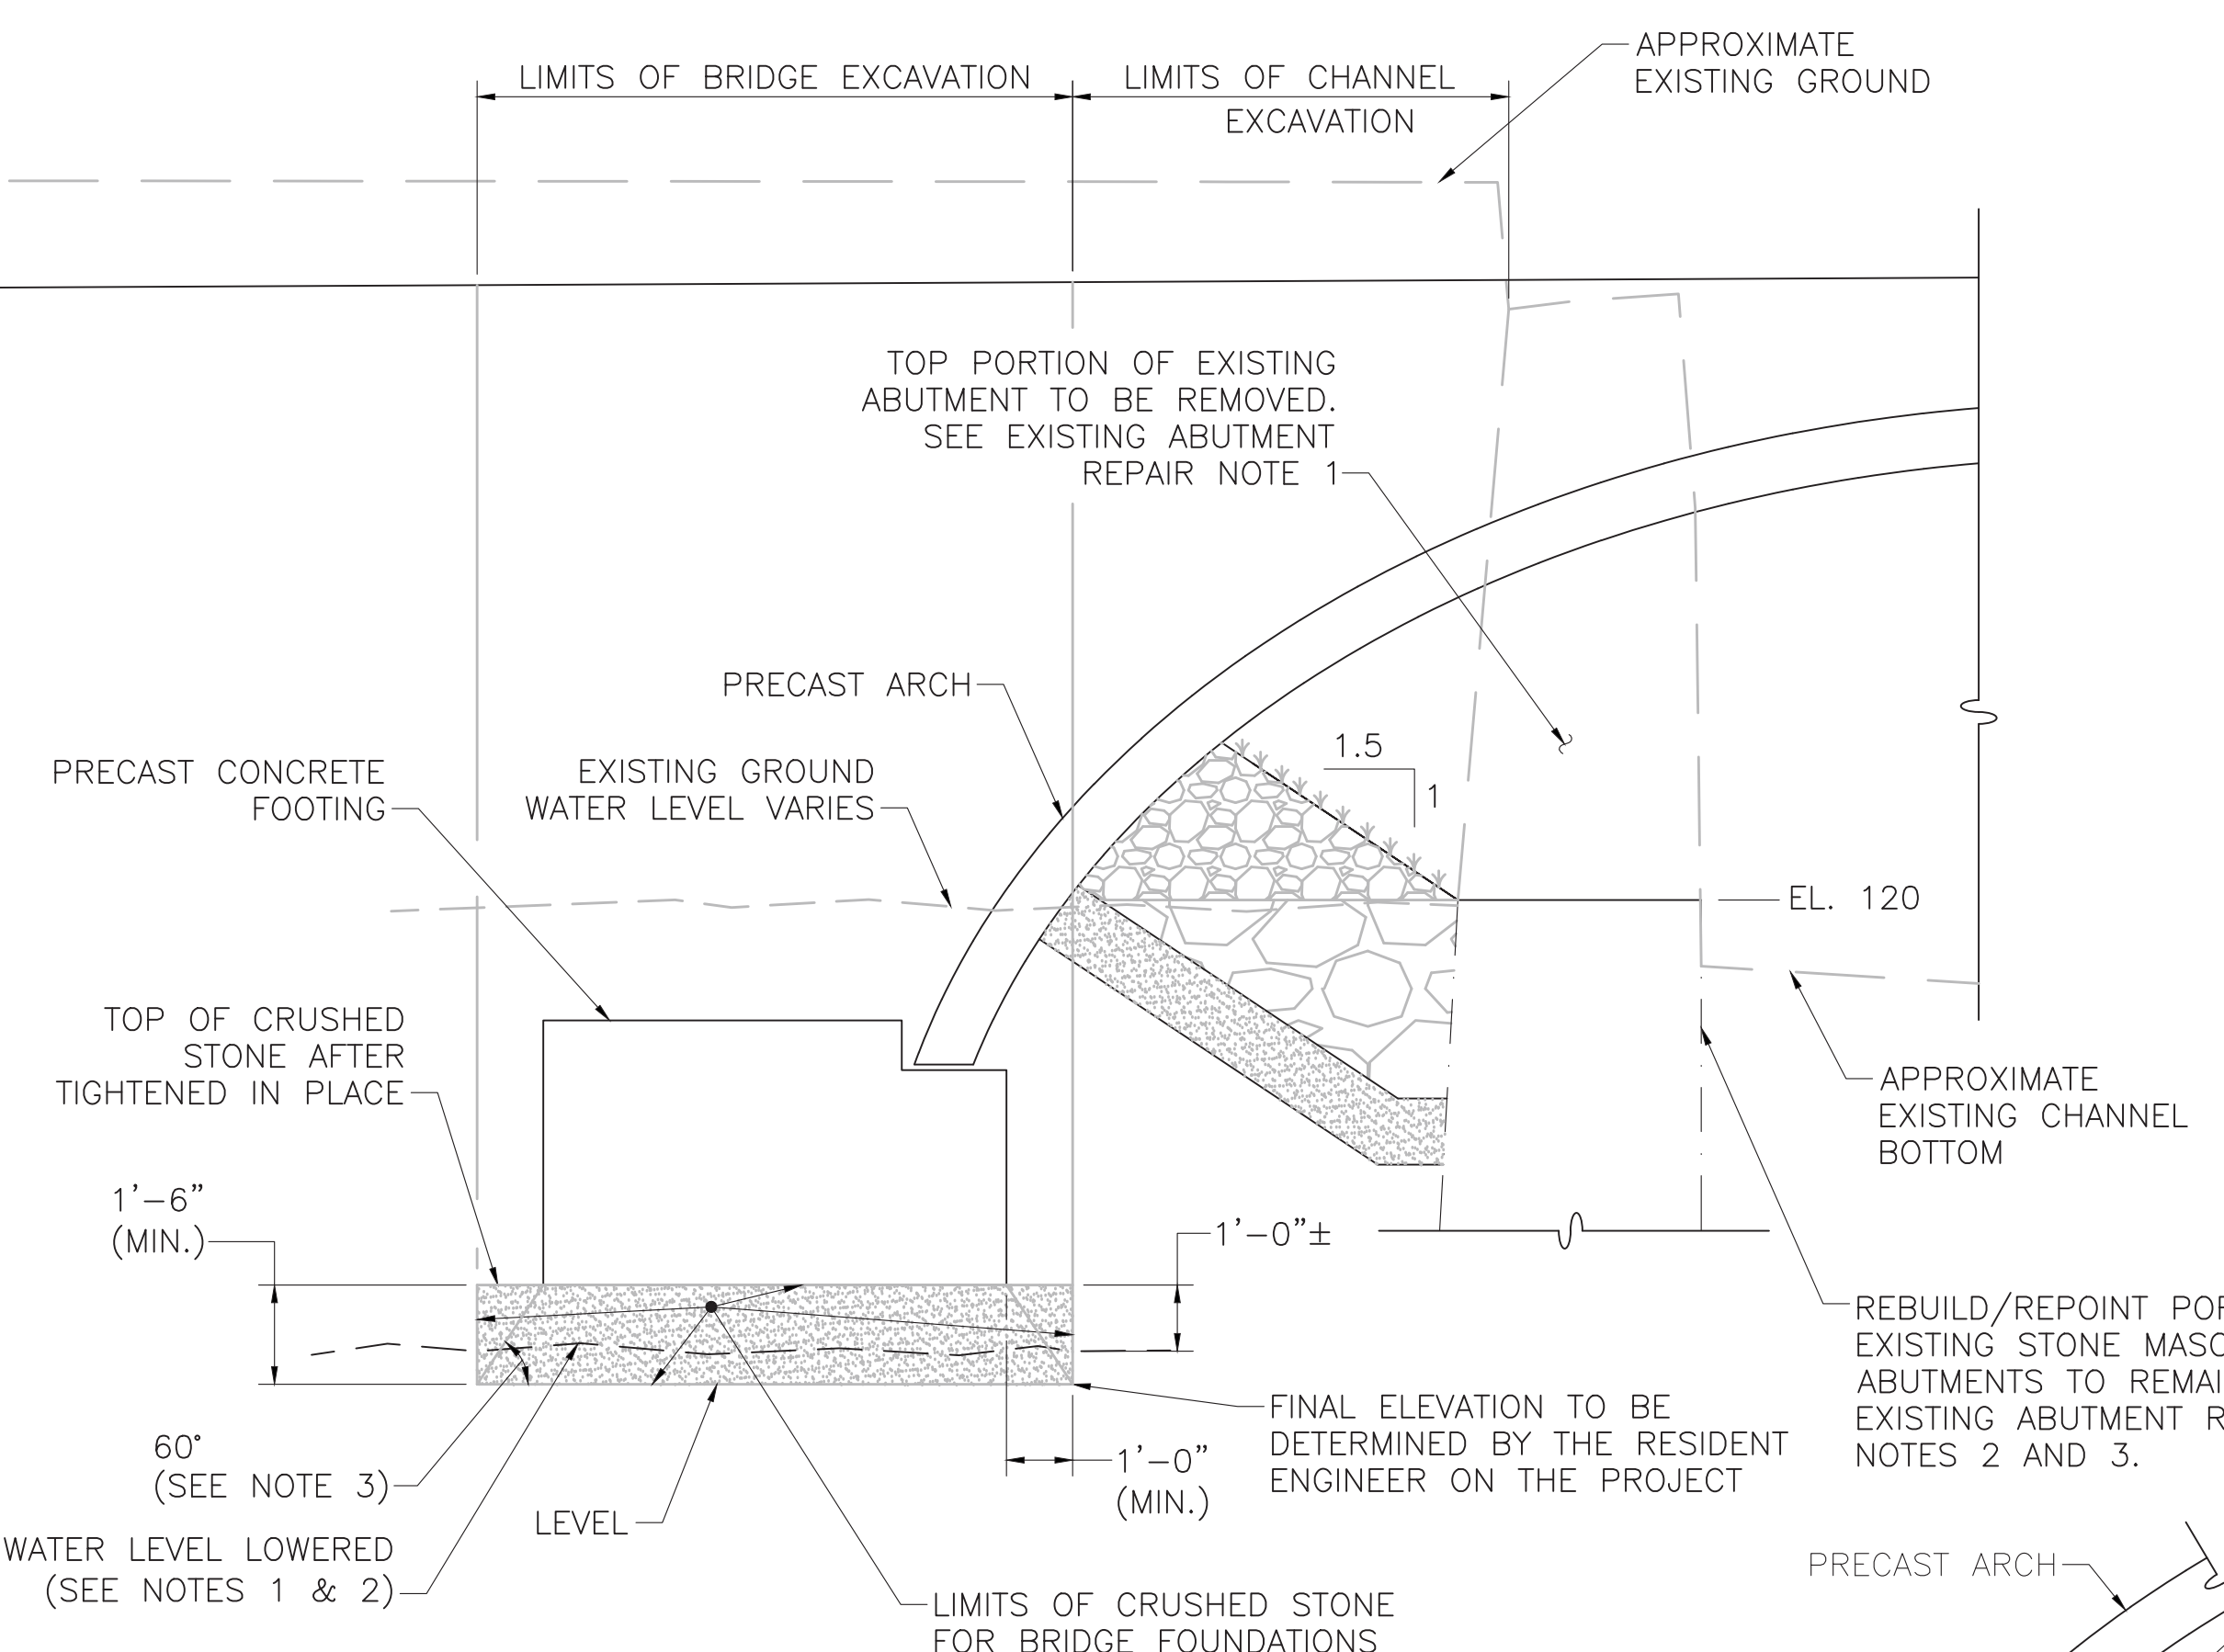 LIMITS OF BRIDGE EXCAVATION
LIMITS OF CHANNEL
EXCAVATION
APPROXIMATE
EXISTING GROUND
TOP PORTION OF EXISTING
ABUTMENT TO BE REMOVED.
SEE EXISTING ABUTMENT
REPAIR NOTE 1
PRECAST ARCH
PRECAST CONCRETE
FOOTING
EXISTING GROUND
WATER LEVEL VARIES
1.5
1
EL. 120
TOP OF CRUSHED
STONE AFTER
TIGHTENED IN PLACE
APPROXIMATE
EXISTING CHANNEL
BOTTOM
1'-6"
(MIN.)
1'-0"±
REBUILD/REPOINT
EXISTING STONE
ABUTMENTS TO
EXISTING ABUTMENT
NOTES 2 AND 3.
FINAL ELEVATION TO BE
DETERMINED BY THE RESIDENT
ENGINEER ON THE PROJECT
60°
(SEE NOTE 3)
1'-0"
(MIN.)
LEVEL
WATER LEVEL LOWERED
(SEE NOTES 1 & 2)
LIMITS OF CRUSHED STONE
FOR BRIDGE FOUNDATIONS
PRECAST ARCH